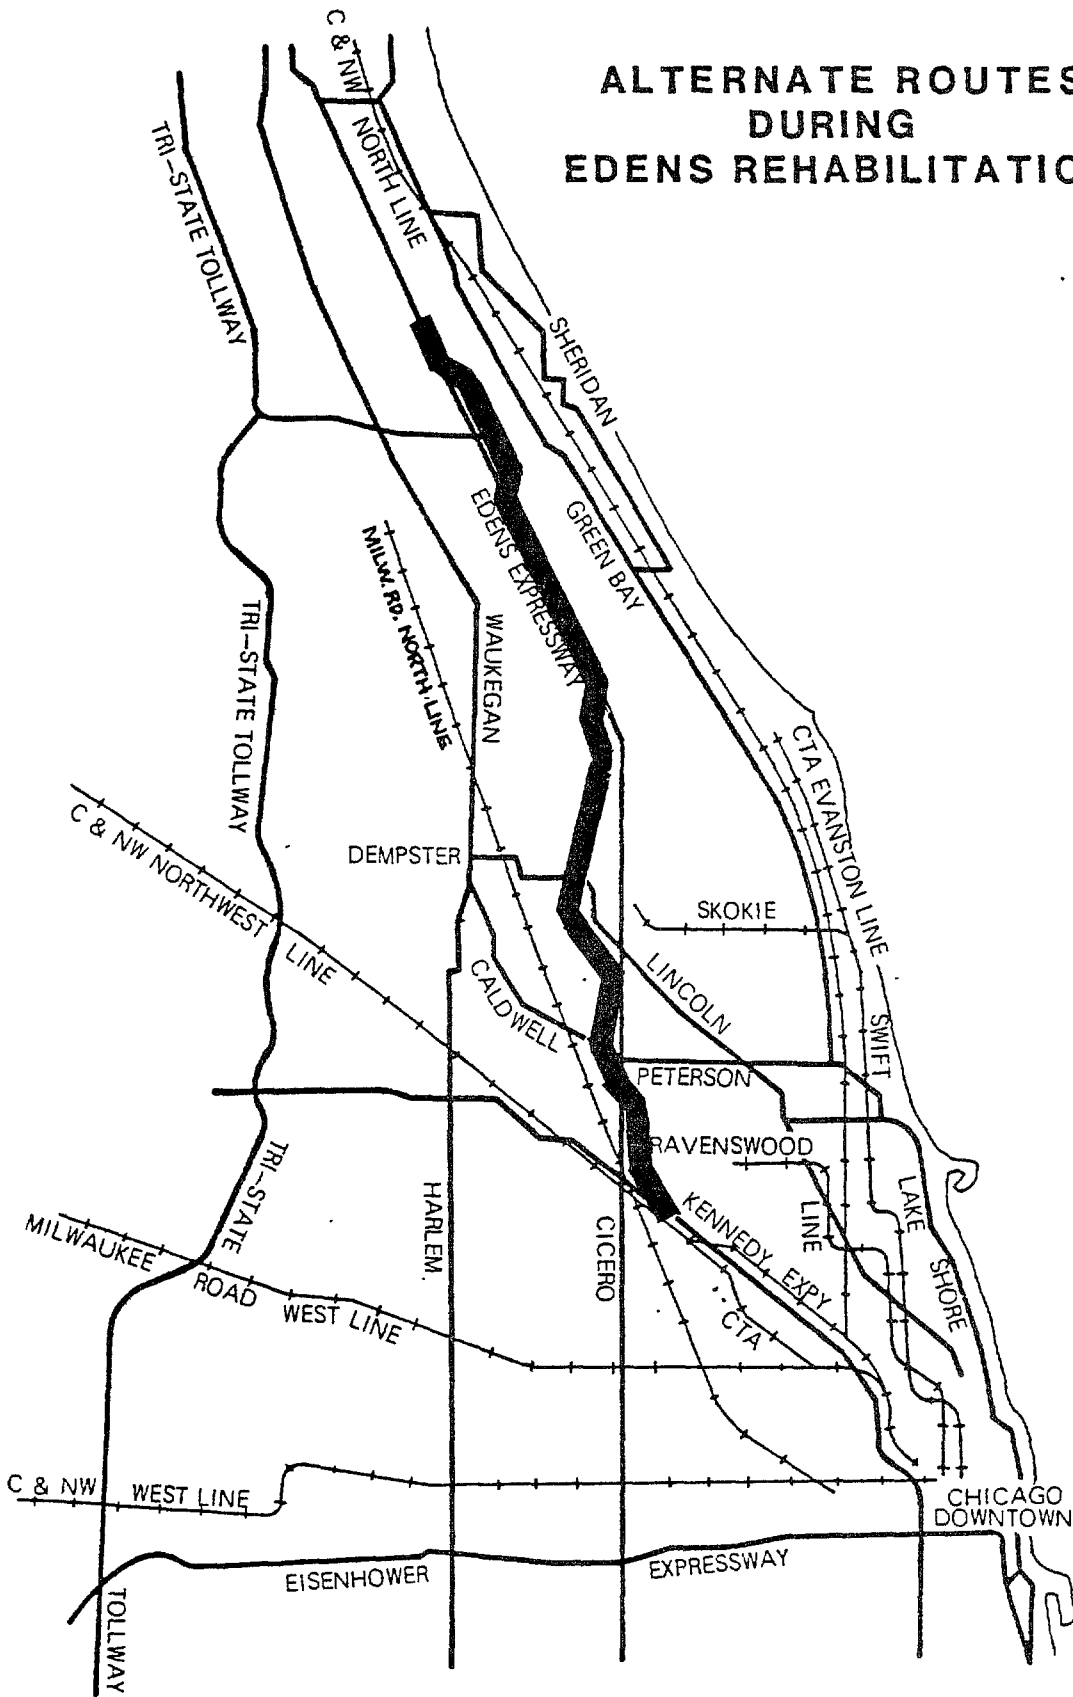 ALTERNATE ROUTES
DURING
EDENS REHABILITATIO
C & NW
NORTH LINE
TRI-STATE TOLLWAY
SHERIDAN
EDENS EXPRESSWAY
GREEN BAY
MILW. RD. NORTH LINE
WAUKEGAN
TRI-STATE TOLLWAY
CTA EVANSTON LINE
C & NW NORTHWEST LINE
DEMPSTER
SKOKIE
CALDWELL
LINCOLN
SWIFT
PETERSON
RAVENSWOOD
LINE
TRI-STATE
HARLEM
CICERO
KENNEDY EXPY
LAKE
SHORE
MILWAUKEE
ROAD
WEST LINE
CTA
C & NW
WEST LINE
CHICAGO
DOWNTOWN
EISENHOWER
EXPRESSWAY
TOLLWAY